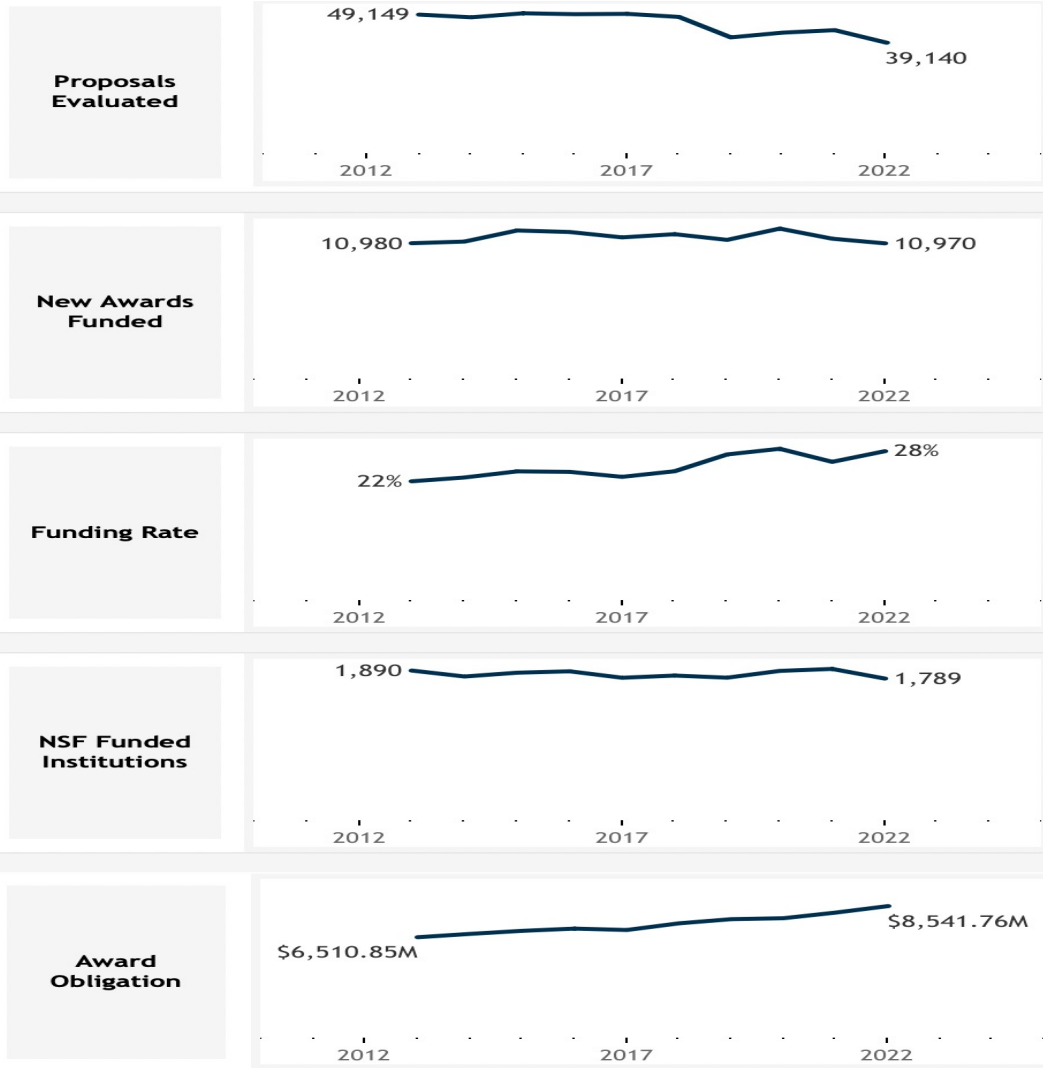 Proposals
Evaluated
49,149
39,140
2012 2017 2022
New Awards
Funded
10,980
10,970
2012 2017 2022
Funding Rate
22%
28%
2012 2017 2022
NSF Funded
Institutions
1,890
1,789
2012 2017 2022
Award
Obligation
$6,510.85M
$8,541.76M
2012 2017 2022